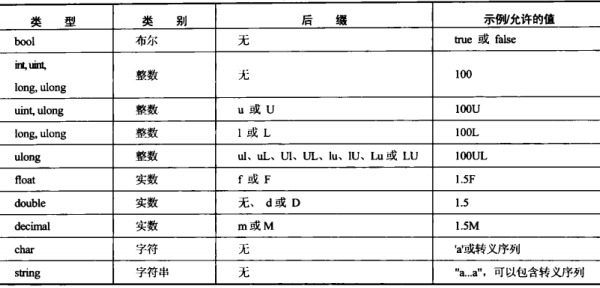 类 型 类 别 后 缀 示例/允许的值
bool 布尔 无 true 或 false
int, uint,
long, ulong 整数 无 100
uint, ulong 整数 u 或 U 100U
long, ulong 整数 l 或 L 100L
ulong 整数 ul、uL、Ul、UL、lu、lU、Lu 或 LU 100UL
float 实数 f 或 F 1.5F
double 实数 无、 d 或 D 1.5
decimal 实数 m 或 M 1.5M
char 字符 无 'a'或转义序列
string 字符串 无 "a...a"，可以包含转义序列